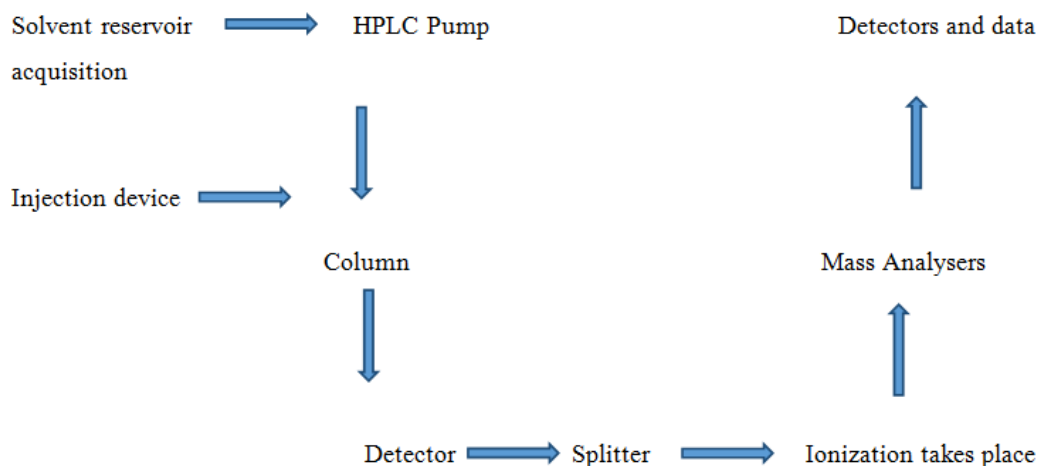 Solvent reservoir HPLC Pump Detectors and data
acquisition
Injection device
Column Mass Analysers
Detector Splitter Ionization takes place